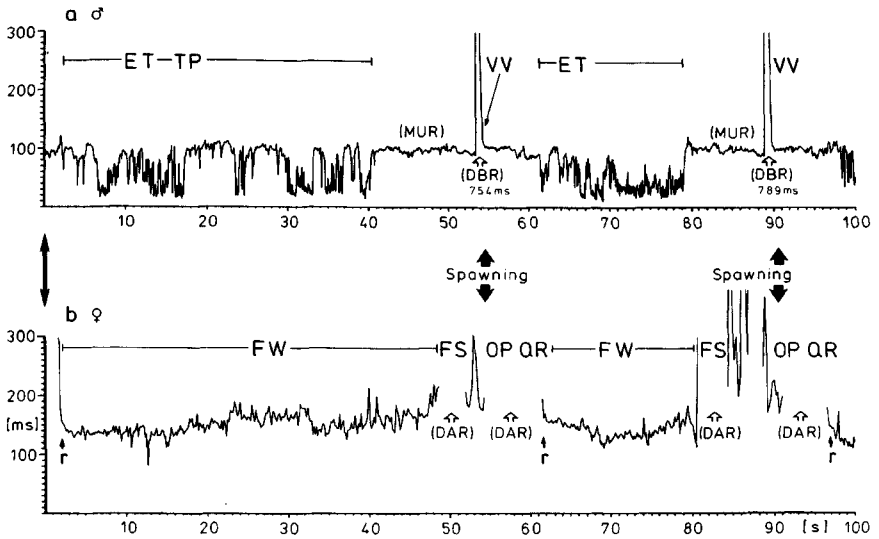 a ♂
300
200
100
ET-TP
VV
ET
VV
(MUR)
(MUR)
(DBR)
754ms
(DBR)
789ms
10 20 30 40 50 60 70 80 90 100
Spawning
Spawning
b ♀
300
200
[ms]
100
FW
FS
OP QR
FW
FS
OP QR
(DAR)
(DAR)
(DAR)
(DAR)
r
r
r
10 20 30 40 50 60 70 80 90 [s] 100